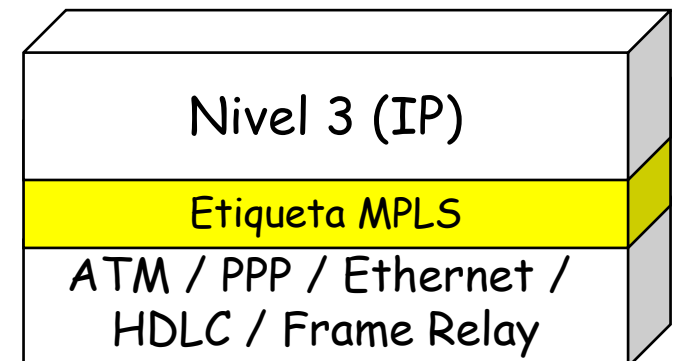 Nivel 3 (IP)
Etiqueta MPLS
ATM / PPP / Ethernet /
HDLC / Frame Relay